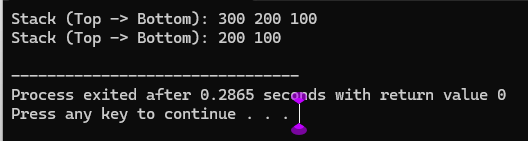 Stack (Top -> Bottom): 300 200 100
Stack (Top -> Bottom): 200 100
--------------------------------
Process exited after 0.2865 seconds with return value 0
Press any key to continue . . .